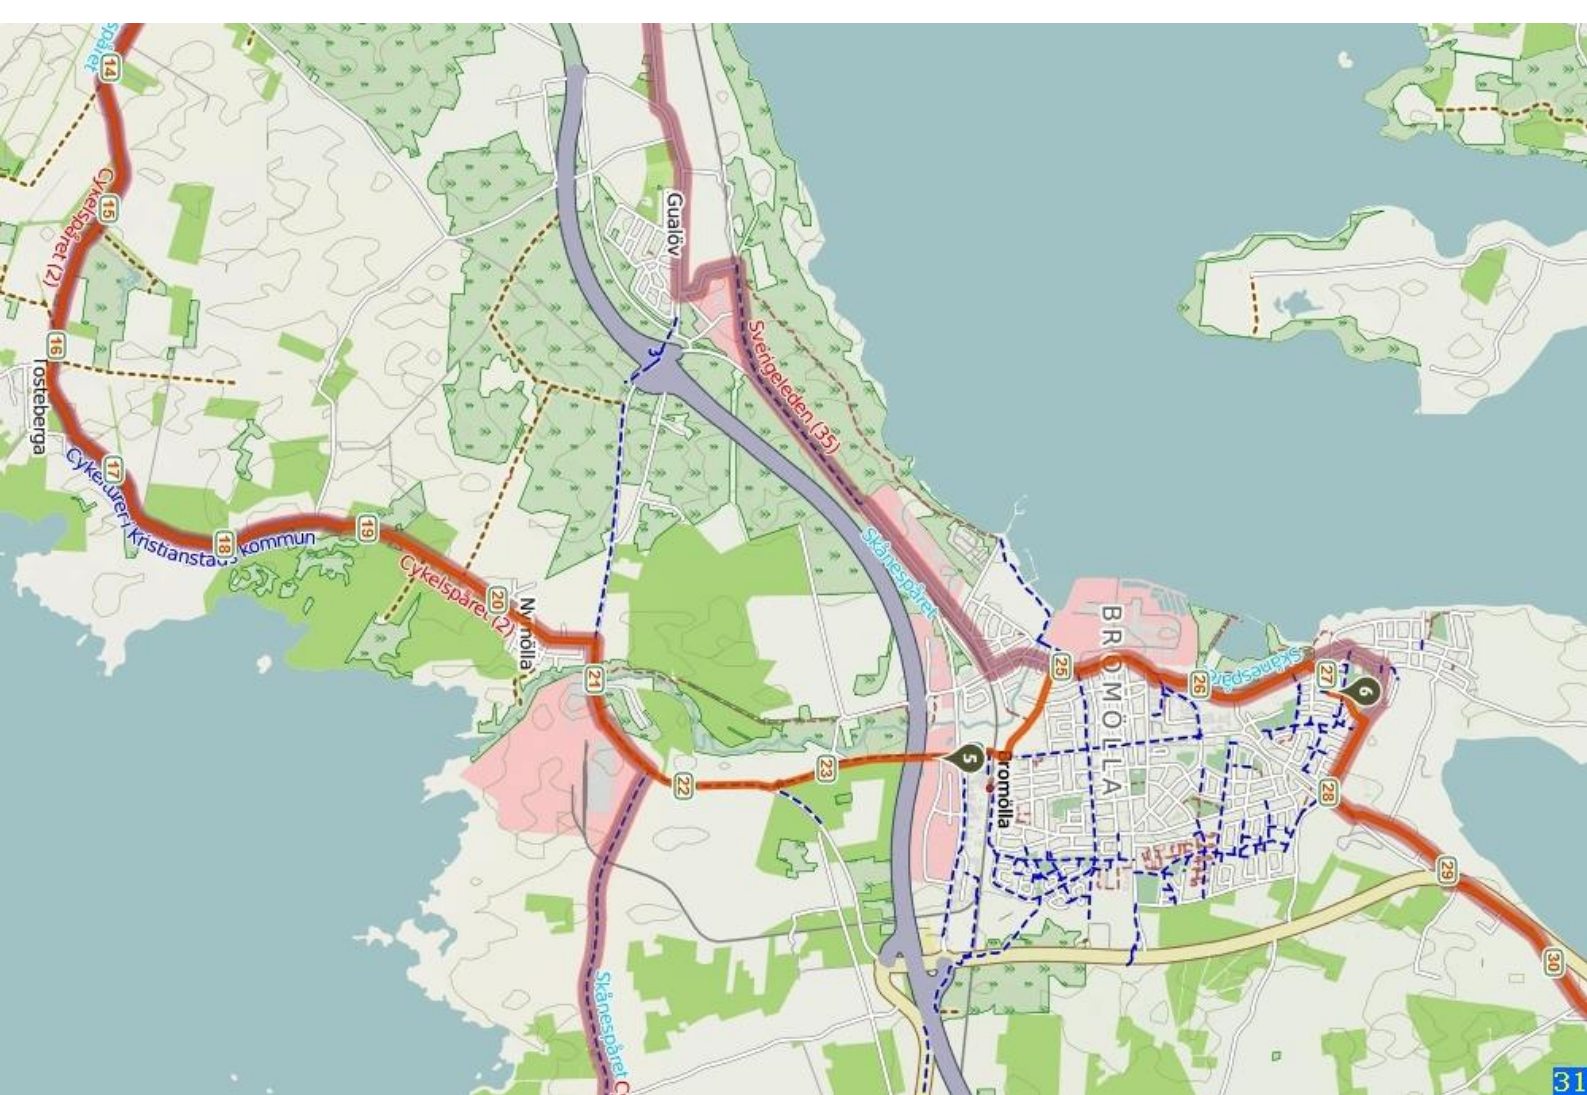 spåret
14
Cykelspåret (2)
15
16
Tosteberga
17
Cykelturer i Kristianstads kommun
18
19
Cykelspåret (2)
20
Nymölla
21
22
23
Gualöv
3
Sverigeleden (35)
Skånespåret
BROMÖLLA
25
26
Skånespåret
27
6
5
Bromölla
28
29
30
Skånespåret
C
31